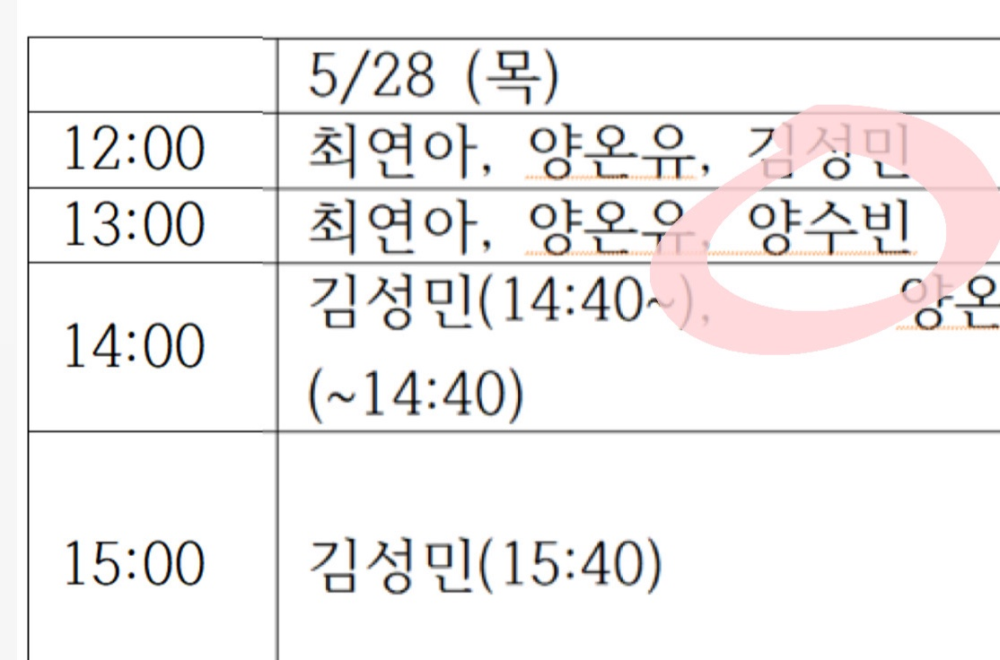 5/28 (목)
12:00 최연아, 양온유, 김성민
13:00 최연아, 양온유, 양수빈
14:00 김성민(14:40~), 양온
(~14:40)
15:00 김성민(15:40)